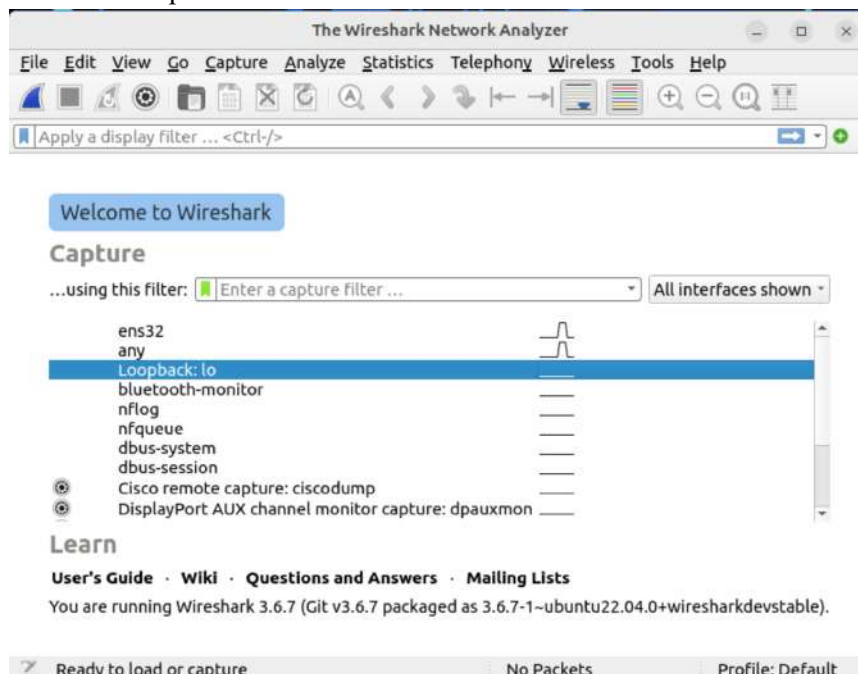 The Wireshark Network Analyzer
File Edit View Go Capture Analyze Statistics Telephony Wireless Tools Help
Apply a display filter ... <Ctrl-/>
Welcome to Wireshark
Capture
...using this filter: Enter a capture filter ... All interfaces shown
ens32
any
Loopback: lo
bluetooth-monitor
nflog
nfqueue
dbus-system
dbus-session
Cisco remote capture: ciscodump
DisplayPort AUX channel monitor capture: dpauxmon
Learn
User's Guide · Wiki · Questions and Answers · Mailing Lists
You are running Wireshark 3.6.7 (Git v3.6.7 packaged as 3.6.7-1~ubuntu22.04.0+wiresharkdevstable).
Ready to load or capture No Packets Profile: Default